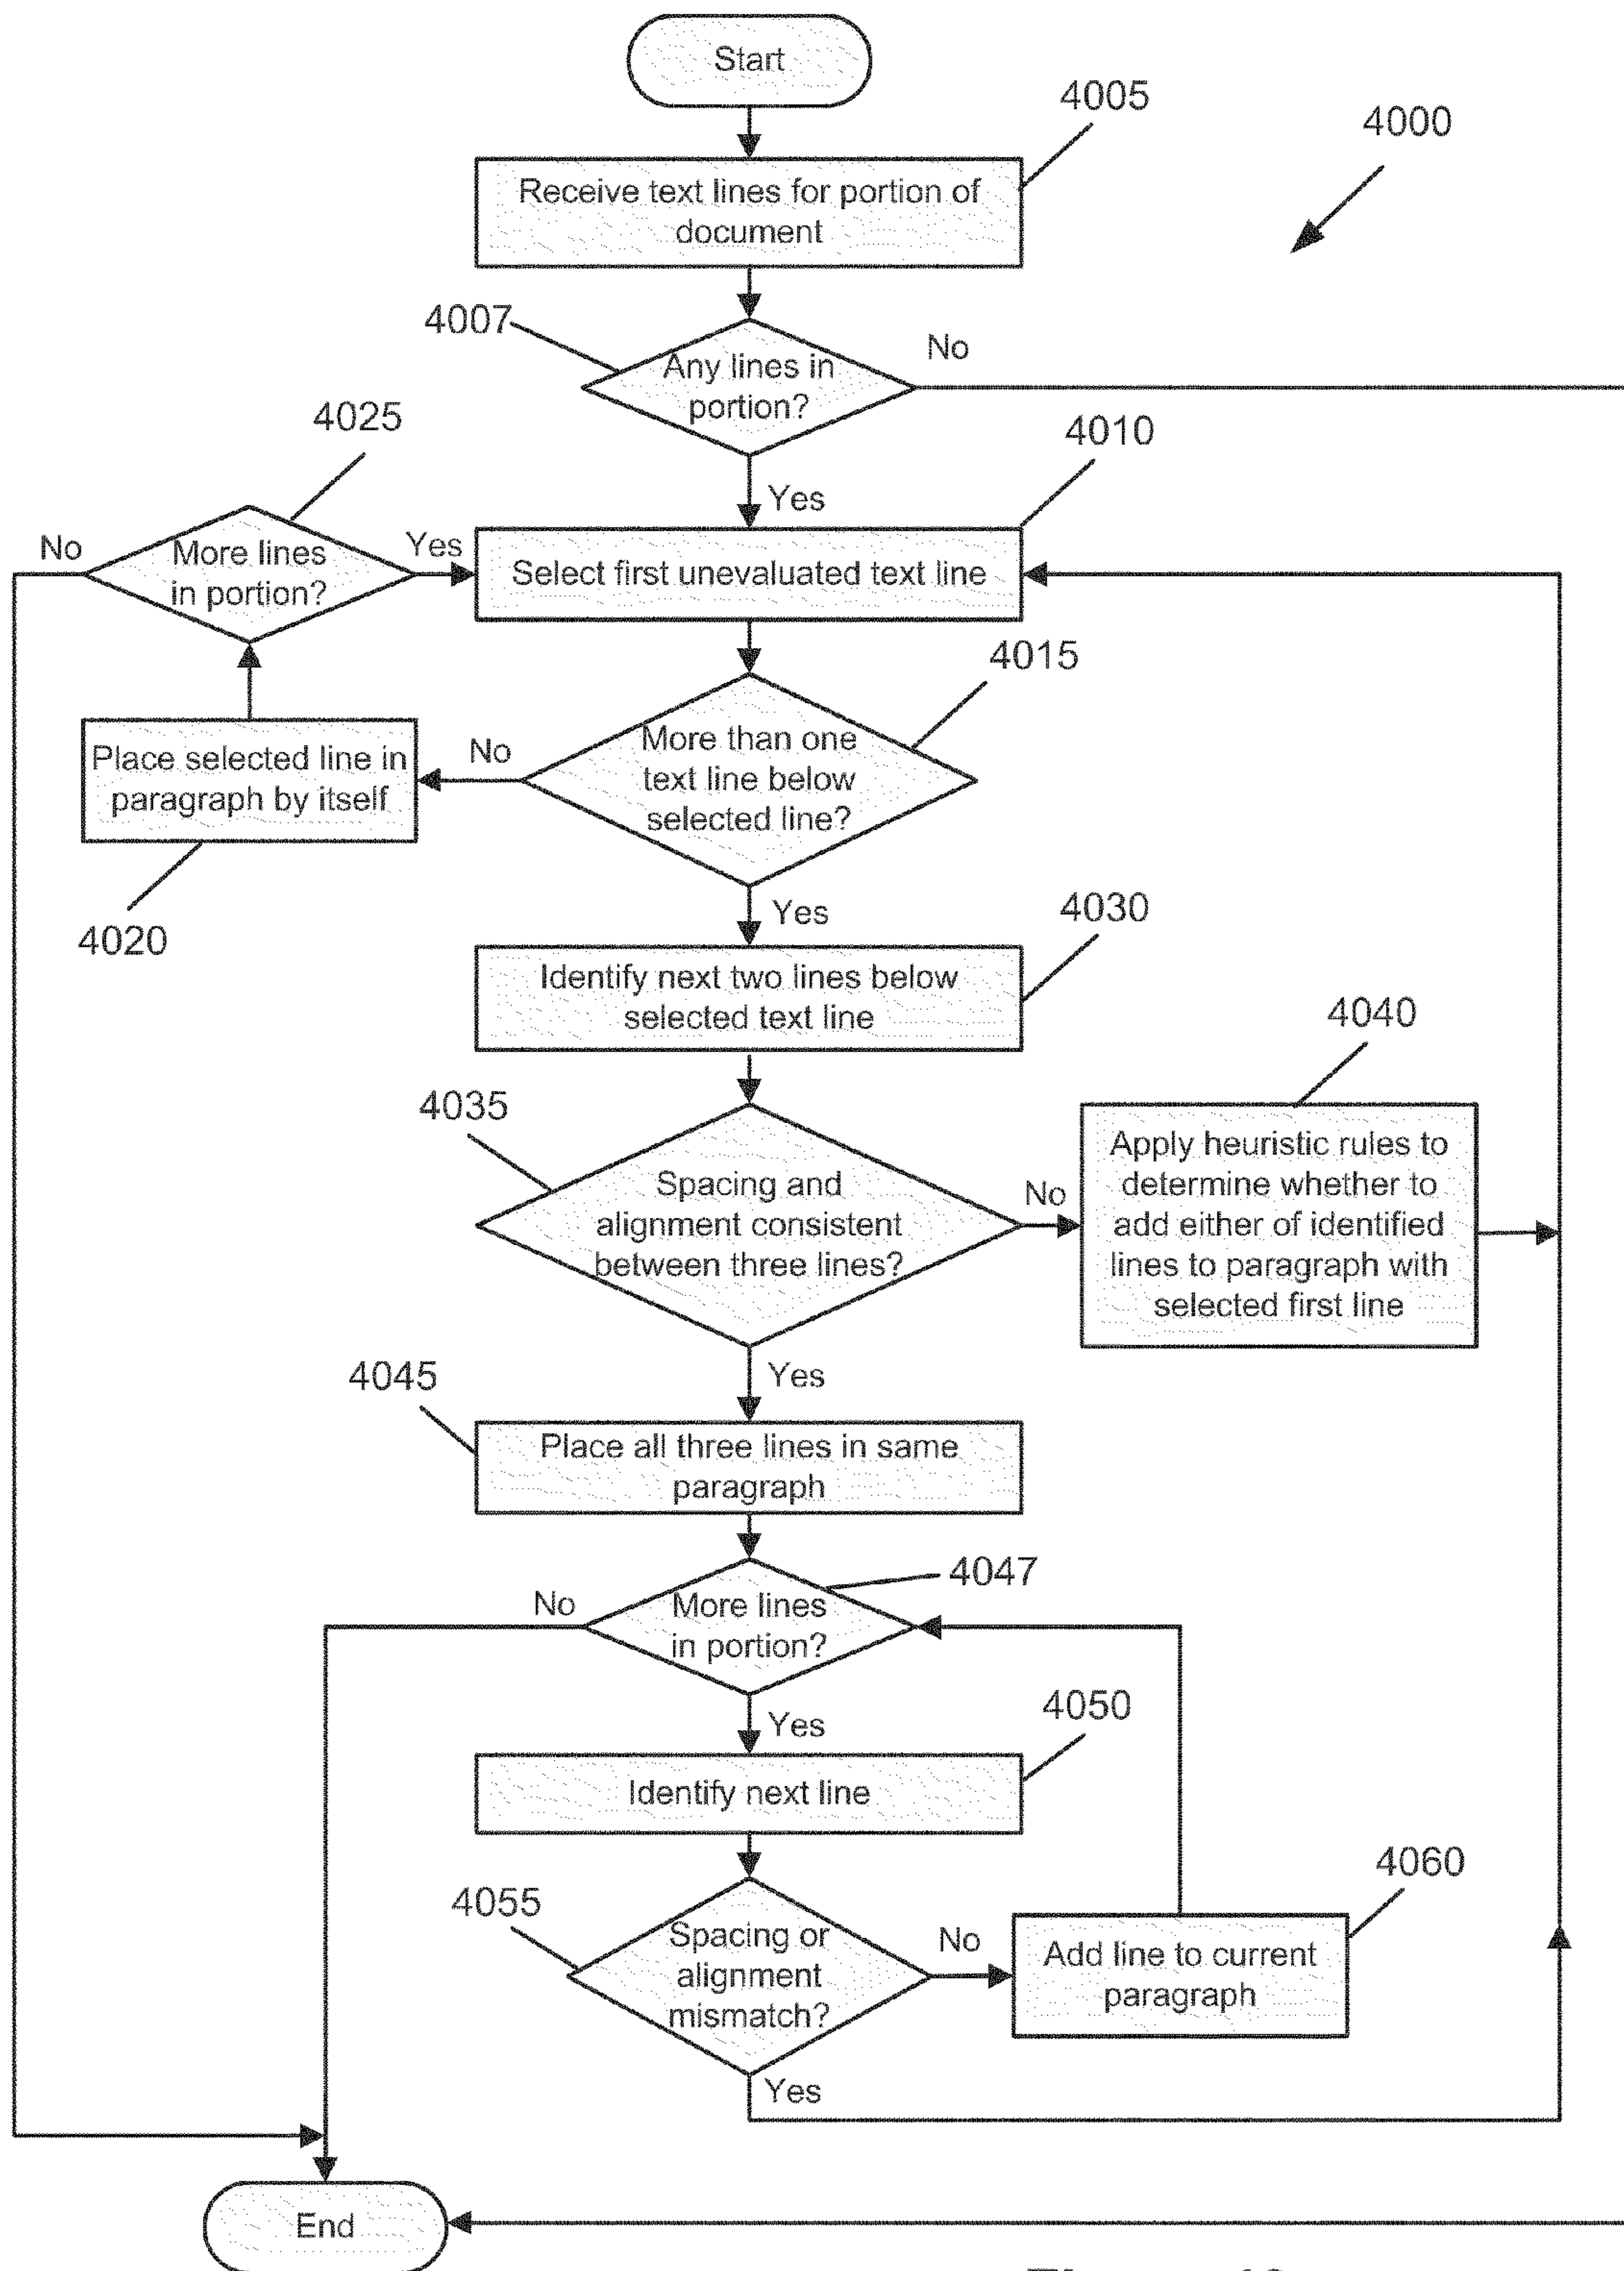 Start
4005
4000
Receive text lines for portion of
document
4007
Any lines in
portion?
No
4025
4010
Yes
No
More lines
in portion?
Yes
Select first unevaluated text line
4015
Place selected line in
paragraph by itself
No
More than one
text line below
selected line?
4020
Yes
4030
Identify next two lines below
selected text line
4040
4035
Spacing and
alignment consistent
between three lines?
No
Apply heuristic rules to
determine whether to
add either of identified
lines to paragraph with
selected first line
4045
Yes
Place all three lines in same
paragraph
4047
No
More lines
in portion?
Yes
4050
Identify next line
4060
4055
Spacing or
alignment
mismatch?
No
Add line to current
paragraph
Yes
End